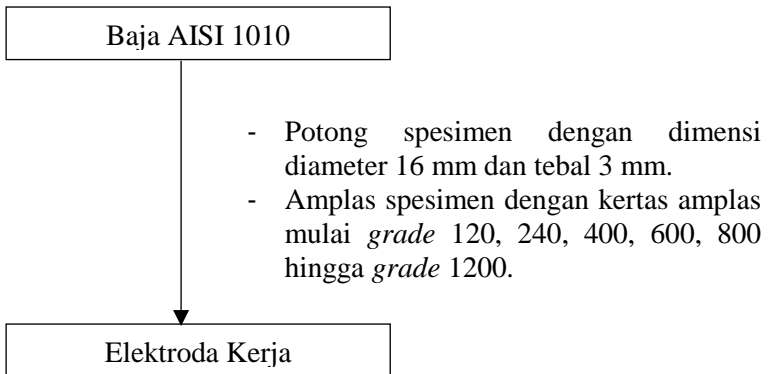 Baja AISI 1010
- Potong spesimen dengan dimensi
diameter 16 mm dan tebal 3 mm.
- Amplas spesimen dengan kertas amplas
mulai grade 120, 240, 400, 600, 800
hingga grade 1200.
Elektroda Kerja